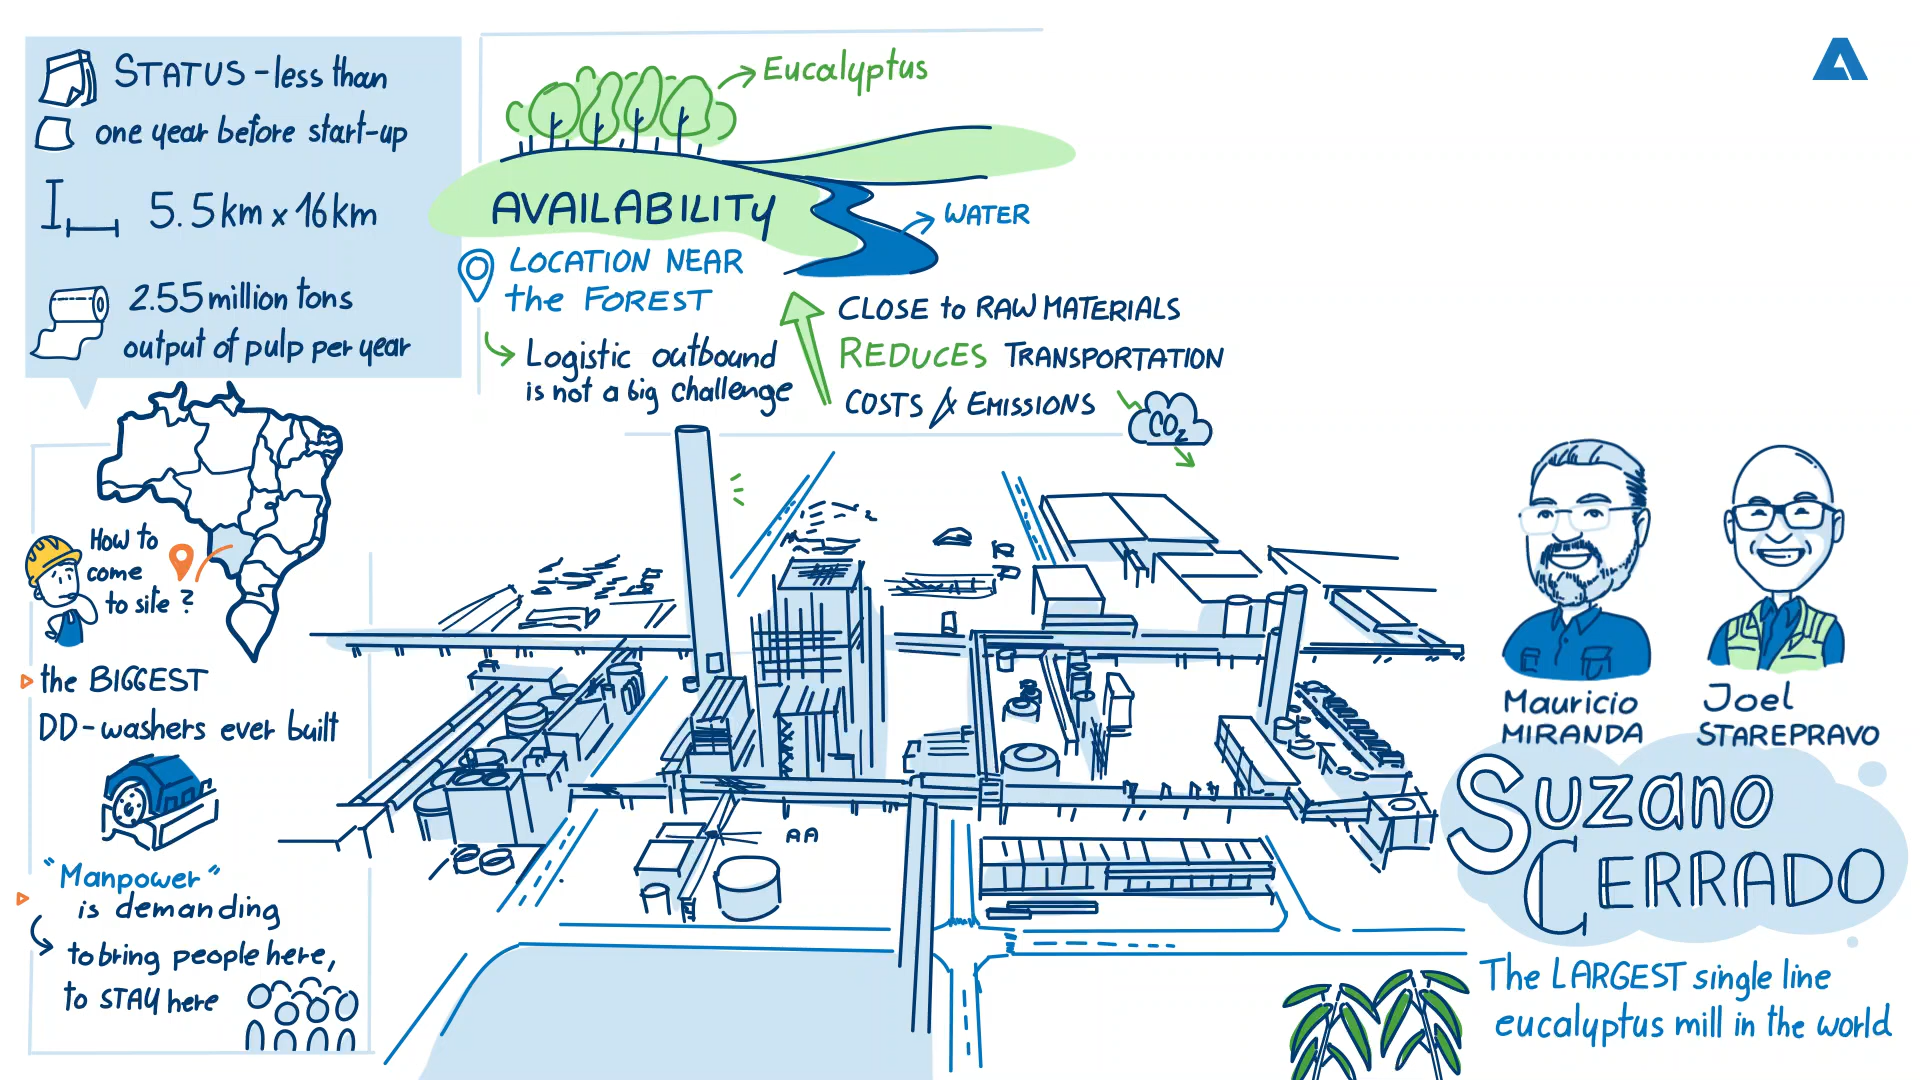 STATUS - less than
one year before start-up
5.5 km x 16 km
2.55 million tons
output of pulp per year
Eucalyptus
AVAILABILITY
WATER
LOCATION NEAR
the FOREST
Logistic outbound
is not a big challenge
CLOSE to RAW MATERIALS
REDUCES TRANSPORTATION
COSTS & EMISSIONS
CO2
How to
come
to site?
the BIGGEST
DD-washers ever built
"Manpower"
is demanding
to bring people here,
to STAY here
Mauricio
MIRANDA
Joel
STAREPRAVO
SUZANO
CERRADO
The LARGEST single line
eucalyptus mill in the world